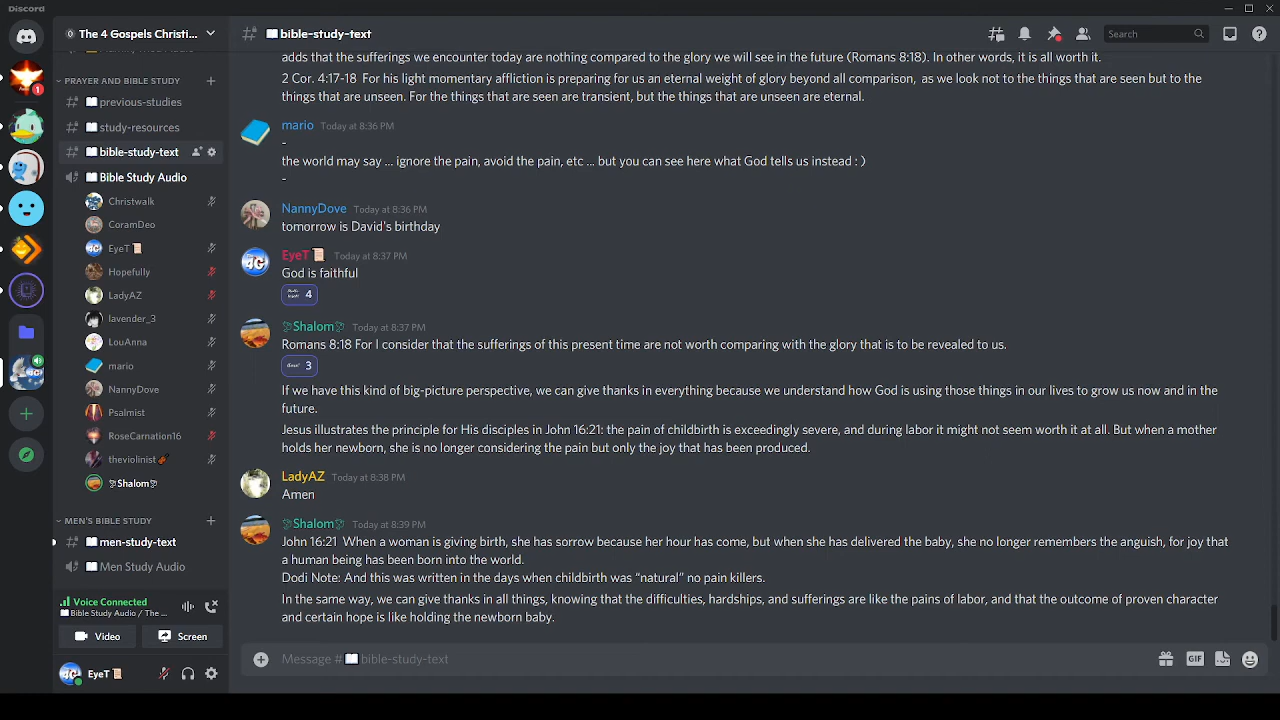 Discord
The 4 Gospels Christi...
bible-study-text
Search
1
PRAYER AND BIBLE STUDY
previous-studies
study-resources
bible-study-text
Bible Study Audio
Christwalk
CoramDeo
EyeT
Hopefully
LadyAZ
lavender_3
LouAnna
mario
NannyDove
Psalmist
RoseCarnation16
theviolinist
Shalom
MEN'S BIBLE STUDY
men-study-text
Men Study Audio
Voice Connected
Bible Study Audio / The ...
Video
Screen
EyeT
adds that the sufferings we encounter today are nothing compared to the glory we will see in the future (Romans 8:18). In other words, it is all worth it.
2 Cor. 4:17-18 For his light momentary affliction is preparing for us an eternal weight of glory beyond all comparison, as we look not to the things that are seen but to the
things that are unseen. For the things that are seen are transient, but the things that are unseen are eternal.
mario Today at 8:36 PM
-
the world may say ... ignore the pain, avoid the pain, etc ... but you can see here what God tells us instead : )
-
NannyDove Today at 8:36 PM
tomorrow is David's birthday
4G
EyeT Today at 8:37 PM
God is faithful
4
Shalom Today at 8:37 PM
Romans 8:18 For I consider that the sufferings of this present time are not worth comparing with the glory that is to be revealed to us.
3
If we have this kind of big-picture perspective, we can give thanks in everything because we understand how God is using those things in our lives to grow us now and in the
future.
Jesus illustrates the principle for His disciples in John 16:21: the pain of childbirth is exceedingly severe, and during labor it might not seem worth it at all. But when a mother
holds her newborn, she is no longer considering the pain but only the joy that has been produced.
LadyAZ Today at 8:38 PM
Amen
Shalom Today at 8:39 PM
John 16:21 When a woman is giving birth, she has sorrow because her hour has come, but when she has delivered the baby, she no longer remembers the anguish, for joy that
a human being has been born into the world.
Dodi Note: And this was written in the days when childbirth was “natural” no pain killers.
In the same way, we can give thanks in all things, knowing that the difficulties, hardships, and sufferings are like the pains of labor, and that the outcome of proven character
and certain hope is like holding the newborn baby.
Message # bible-study-text
GIF